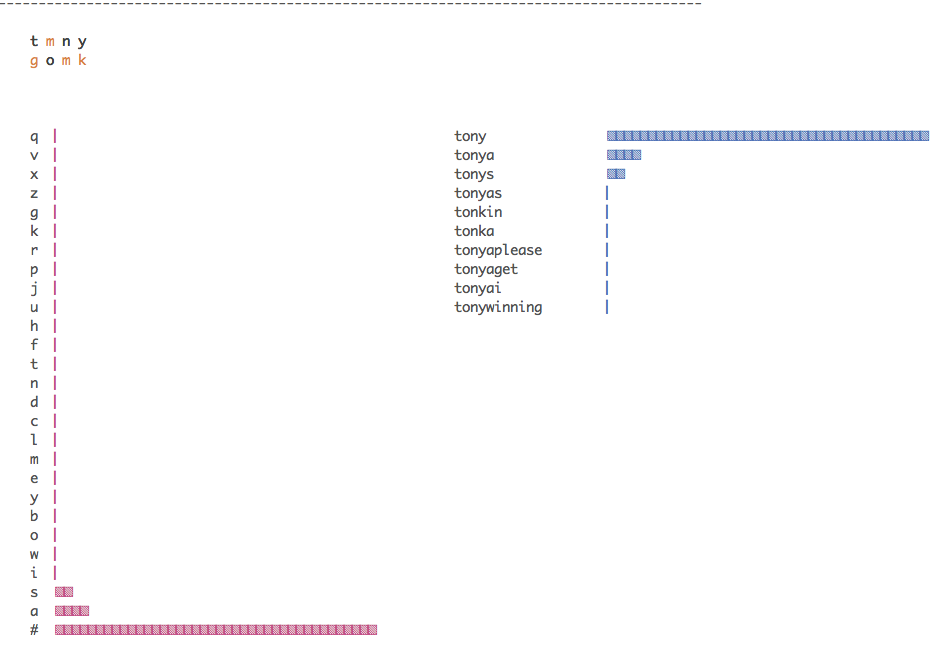 t m n y
g o m k
q
v
x
z
g
k
r
p
j
u
h
f
t
n
d
c
l
m
e
y
b
o
w
i
s
a
#
tony
tonya
tonys
tonyas
tonkin
tonka
tonyaplease
tonyaget
tonyai
tonywinning